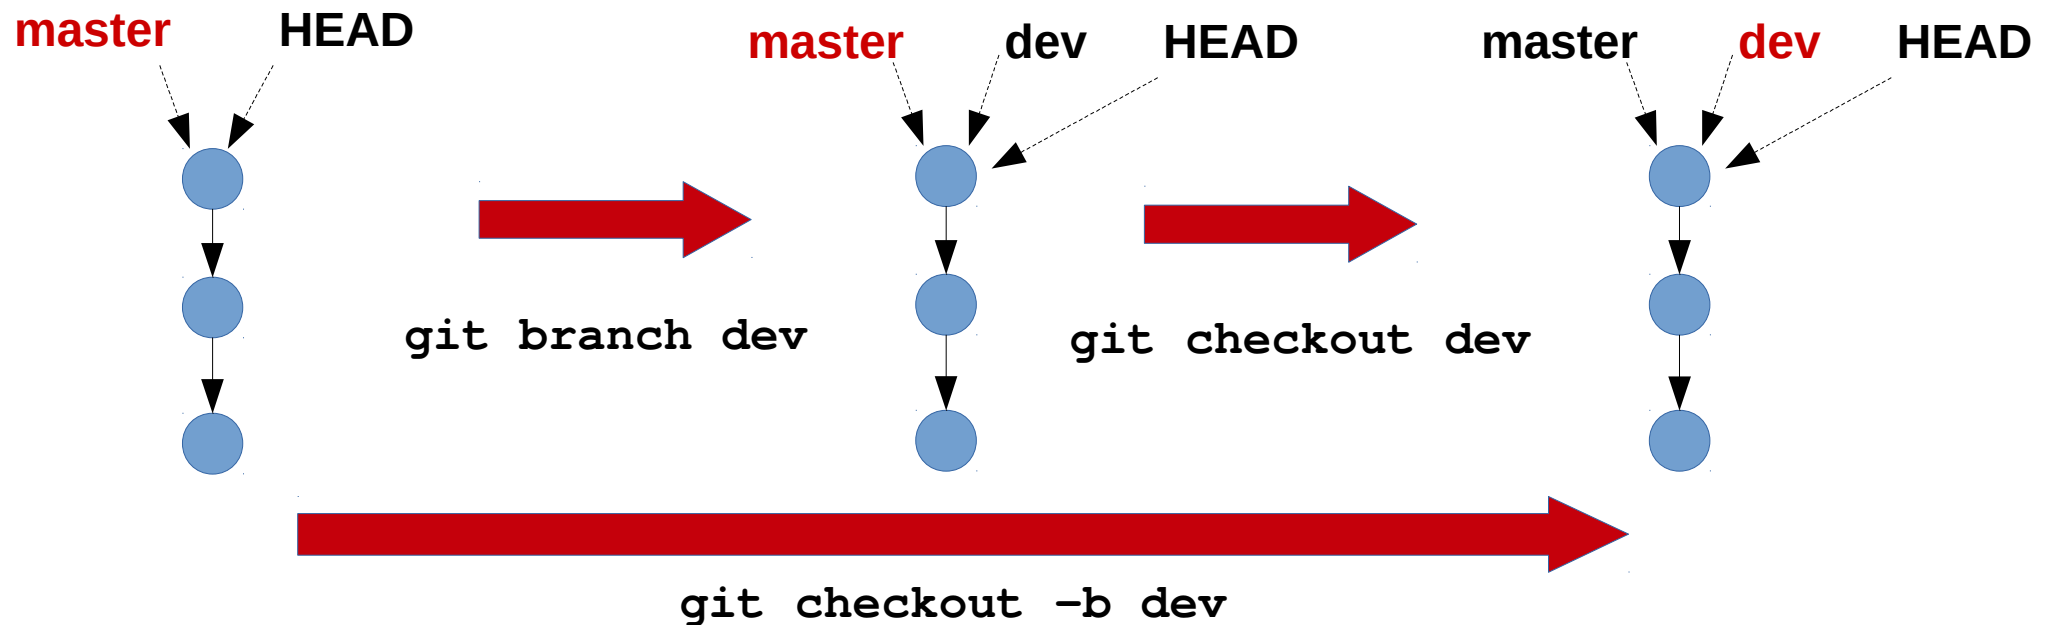 master HEAD
master dev HEAD
master dev HEAD
git branch dev
git checkout dev
git checkout –b dev